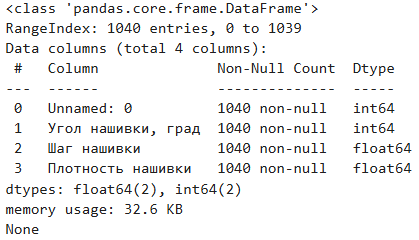 <class 'pandas.core.frame.DataFrame'>
RangeIndex: 1040 entries, 0 to 1039
Data columns (total 4 columns):
 #   Column               Non-Null Count  Dtype
---  ------               --------------  -----
 0   Unnamed: 0           1040 non-null   int64
 1   Угол нашивки, град   1040 non-null   int64
 2   Шаг нашивки          1040 non-null   float64
 3   Плотность нашивки    1040 non-null   float64
dtypes: float64(2), int64(2)
memory usage: 32.6 KB
None